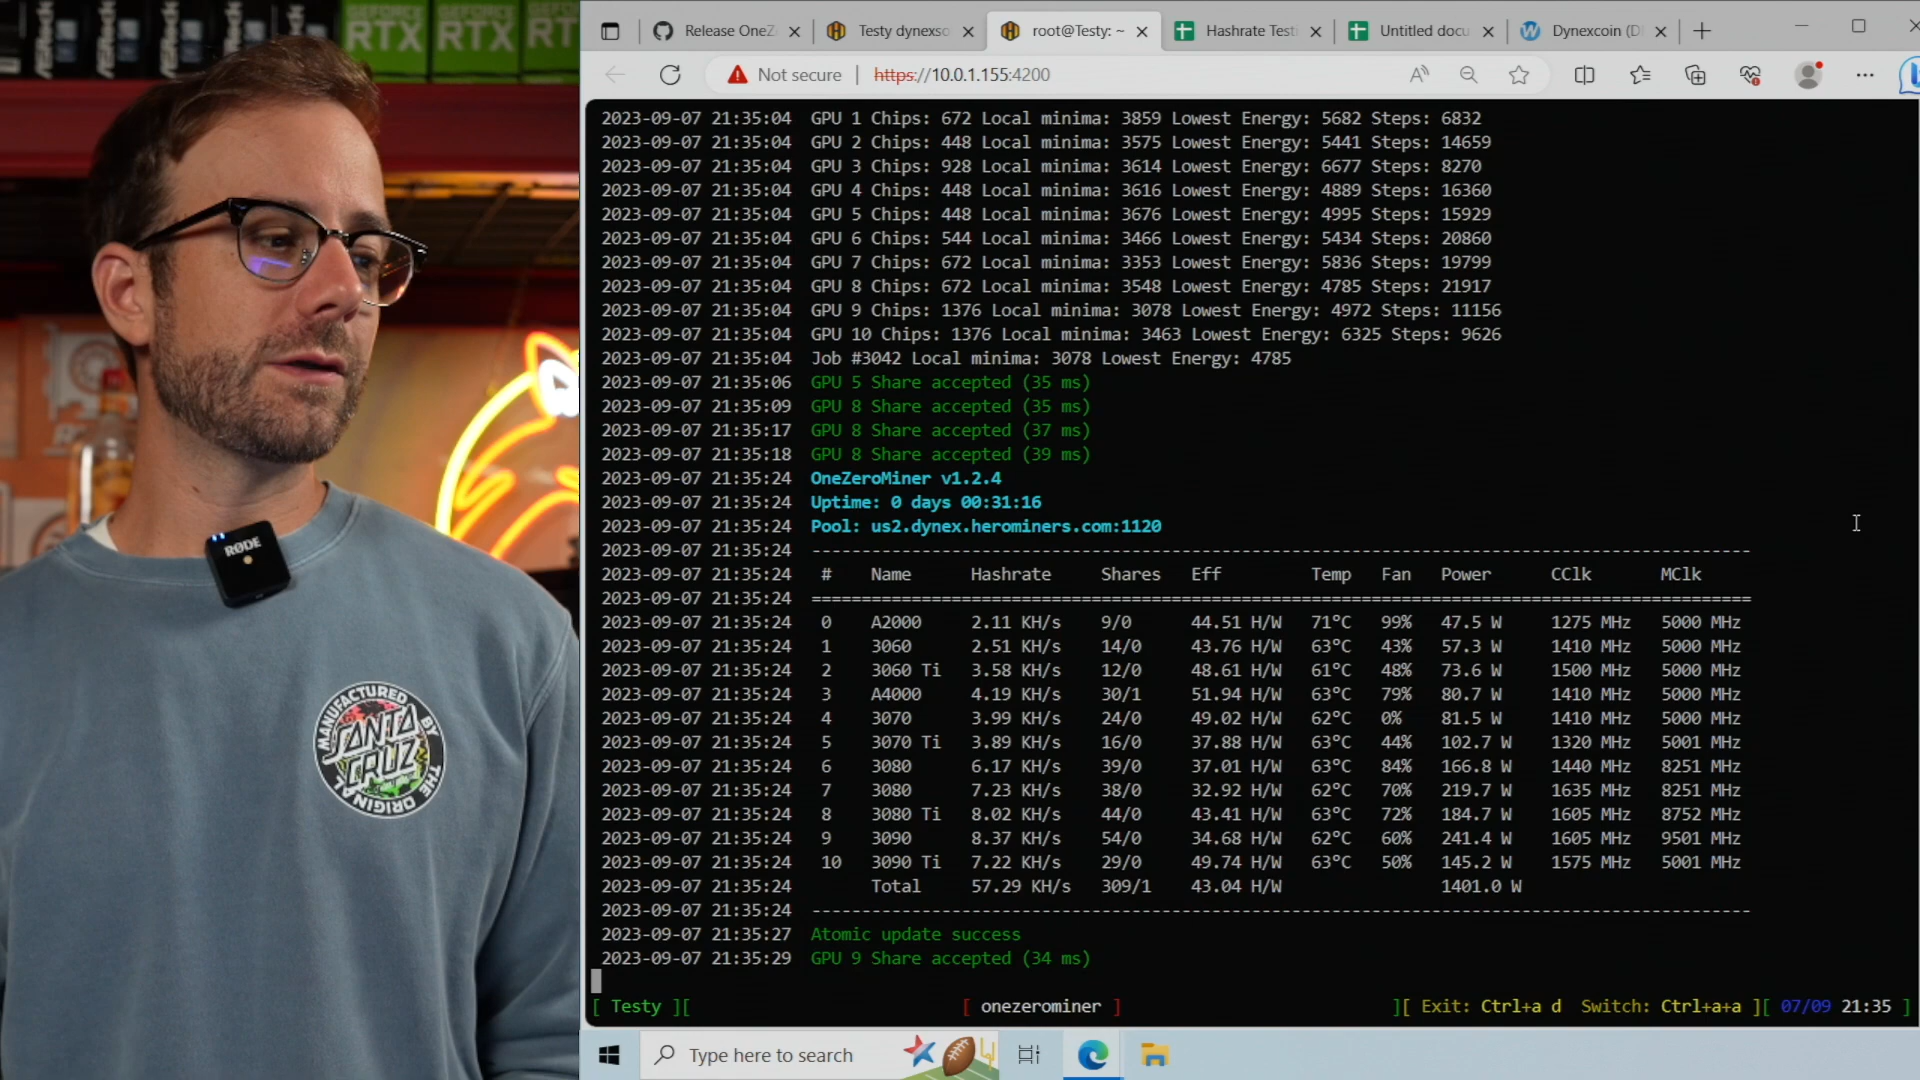 GEFORCE
RTX
GEFORCE
RTX
RØDE
MANUFACTURED BY
SANTA
CRUZ
THE ORIGINAL
Release OneZ
Testy dynexso
root@Testy: ~
Hashrate Testi
Untitled docu
Dynexcoin (D
Not secure
https://10.0.1.155:4200
2023-09-07 21:35:04 GPU 1 Chips: 672 Local minima: 3859 Lowest Energy: 5682 Steps: 6832
2023-09-07 21:35:04 GPU 2 Chips: 448 Local minima: 3575 Lowest Energy: 5441 Steps: 14659
2023-09-07 21:35:04 GPU 3 Chips: 928 Local minima: 3614 Lowest Energy: 6677 Steps: 8270
2023-09-07 21:35:04 GPU 4 Chips: 448 Local minima: 3616 Lowest Energy: 4889 Steps: 16360
2023-09-07 21:35:04 GPU 5 Chips: 448 Local minima: 3676 Lowest Energy: 4995 Steps: 15929
2023-09-07 21:35:04 GPU 6 Chips: 544 Local minima: 3466 Lowest Energy: 5434 Steps: 20860
2023-09-07 21:35:04 GPU 7 Chips: 672 Local minima: 3353 Lowest Energy: 5836 Steps: 19799
2023-09-07 21:35:04 GPU 8 Chips: 672 Local minima: 3548 Lowest Energy: 4785 Steps: 21917
2023-09-07 21:35:04 GPU 9 Chips: 1376 Local minima: 3078 Lowest Energy: 4972 Steps: 11156
2023-09-07 21:35:04 GPU 10 Chips: 1376 Local minima: 3463 Lowest Energy: 6325 Steps: 9626
2023-09-07 21:35:04 Job #3042 Local minima: 3078 Lowest Energy: 4785
2023-09-07 21:35:06 GPU 5 Share accepted (35 ms)
2023-09-07 21:35:09 GPU 8 Share accepted (35 ms)
2023-09-07 21:35:17 GPU 8 Share accepted (37 ms)
2023-09-07 21:35:18 GPU 8 Share accepted (39 ms)
2023-09-07 21:35:24 OneZeroMiner v1.2.4
2023-09-07 21:35:24 Uptime: 0 days 00:31:16
2023-09-07 21:35:24 Pool: us2.dynex.herominers.com:1120
2023-09-07 21:35:24
2023-09-07 21:35:24 # Name Hashrate Shares Eff Temp Fan Power CClk MClk
2023-09-07 21:35:24
2023-09-07 21:35:24 0 A2000 2.11 KH/s 9/0 44.51 H/W 71°C 99% 47.5 W 1275 MHz 5000 MHz
2023-09-07 21:35:24 1 3060 2.51 KH/s 14/0 43.76 H/W 63°C 43% 57.3 W 1410 MHz 5000 MHz
2023-09-07 21:35:24 2 3060 Ti 3.58 KH/s 12/0 48.61 H/W 61°C 48% 73.6 W 1500 MHz 5000 MHz
2023-09-07 21:35:24 3 A4000 4.19 KH/s 30/1 51.94 H/W 63°C 79% 80.7 W 1410 MHz 5000 MHz
2023-09-07 21:35:24 4 3070 3.99 KH/s 24/0 49.02 H/W 62°C 0% 81.5 W 1410 MHz 5000 MHz
2023-09-07 21:35:24 5 3070 Ti 3.89 KH/s 16/0 37.88 H/W 63°C 44% 102.7 W 1320 MHz 5001 MHz
2023-09-07 21:35:24 6 3080 6.17 KH/s 39/0 37.01 H/W 63°C 84% 166.8 W 1440 MHz 8251 MHz
2023-09-07 21:35:24 7 3080 7.23 KH/s 38/0 32.92 H/W 62°C 70% 219.7 W 1635 MHz 8251 MHz
2023-09-07 21:35:24 8 3080 Ti 8.02 KH/s 44/0 43.41 H/W 63°C 72% 184.7 W 1605 MHz 8752 MHz
2023-09-07 21:35:24 9 3090 8.37 KH/s 54/0 34.68 H/W 62°C 60% 241.4 W 1605 MHz 9501 MHz
2023-09-07 21:35:24 10 3090 Ti 7.22 KH/s 29/0 49.74 H/W 63°C 50% 145.2 W 1575 MHz 5001 MHz
2023-09-07 21:35:24 Total 57.29 KH/s 309/1 43.04 H/W 1401.0 W
2023-09-07 21:35:24
2023-09-07 21:35:27 Atomic update success
2023-09-07 21:35:29 GPU 9 Share accepted (34 ms)
[ Testy ][ [ onezerominer ] ][ Exit: Ctrl+a d Switch: Ctrl+a+a ][ 07/09 21:35 ]
Type here to search